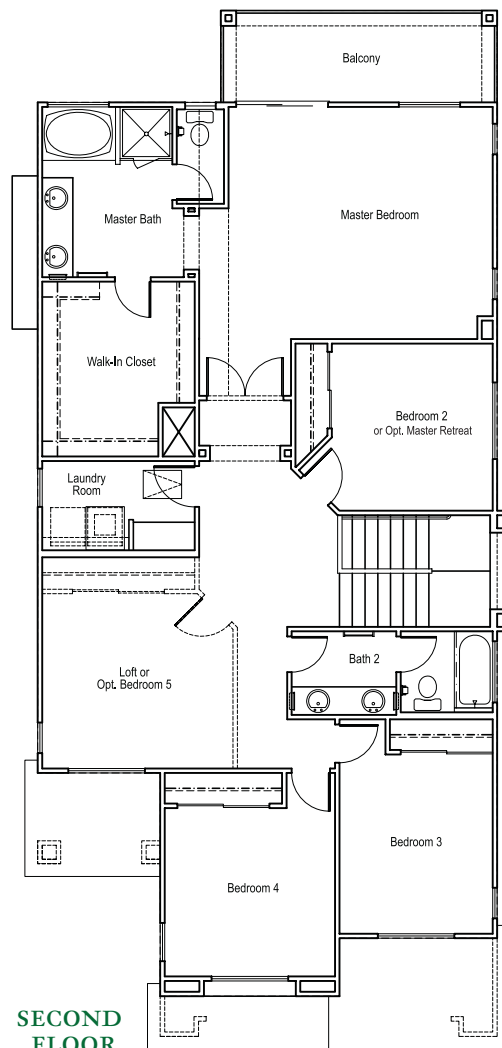 Balcony
Master Bath
Master Bedroom
Walk-In Closet
Bedroom 2
or Opt. Master Retreat
Laundry
Room
Loft or
Opt. Bedroom 5
Bath 2
Bedroom 3
Bedroom 4
SECOND
FLOOR